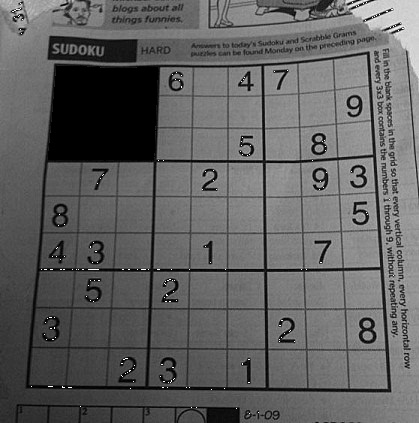 blogs about all
things funnies.
SUDOKU HARD
Answers to today's Sudoku and Scrabble Grams
puzzles can be found Monday on the preceding page.
Fill in the blank spaces in the grid so that every vertical column, every horizontal row
and every 3x3 box contains the numbers 1 through 9, without repeating any.
6 4 7
9
5 8
7 2 9 3
8 5
4 3 1 7
5 2
3 2 8
2 3 1
1 2 3
8-1-09